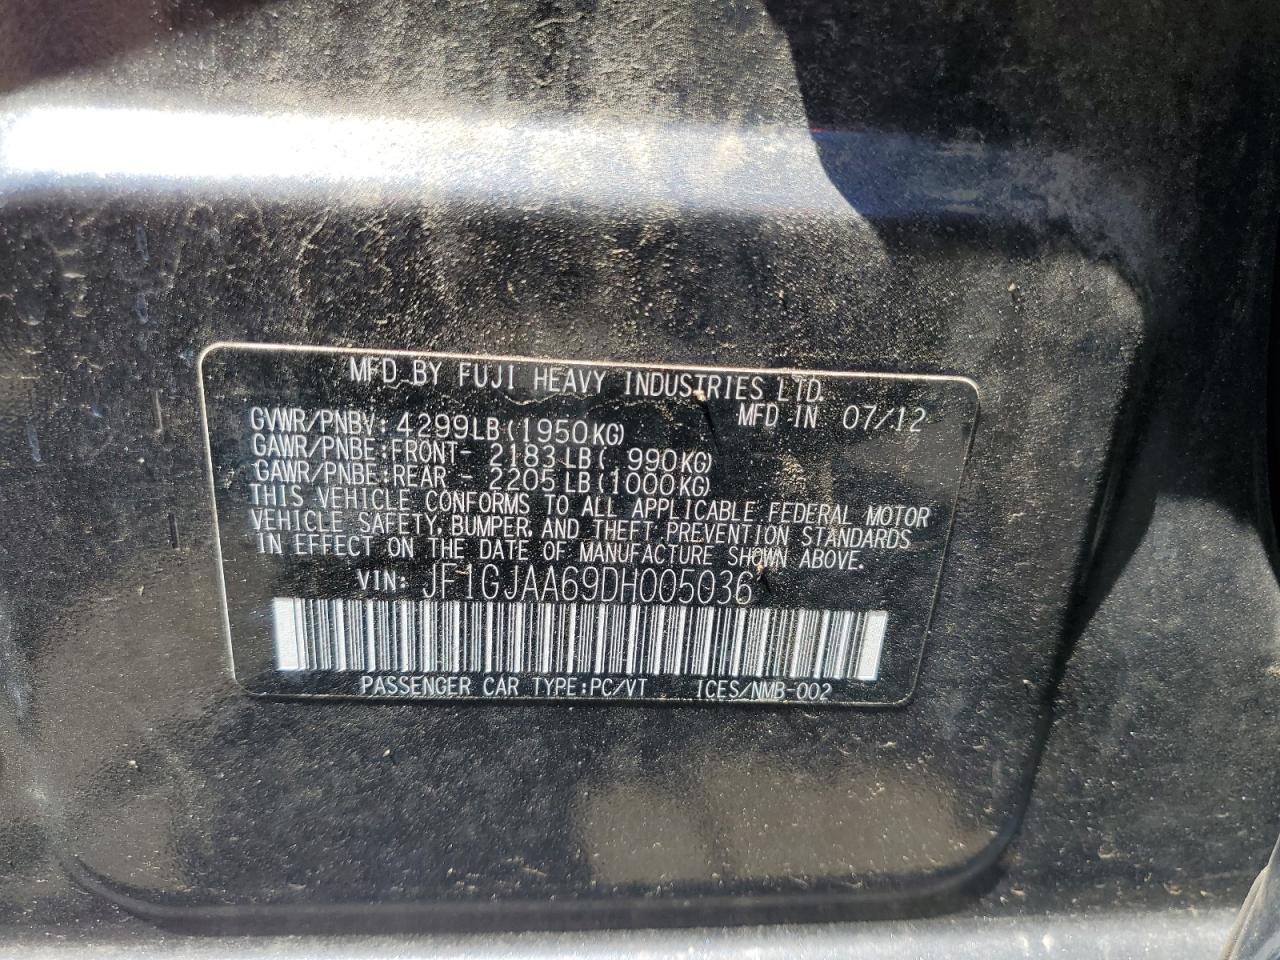 MFD BY FUJI HEAVY INDUSTRIES LTD.
MFD IN 07/12
GVWR/PNBV: 4299LB (1950KG)
GAWR/PNBE: FRONT- 2183LB ( 990KG)
GAWR/PNBE: REAR - 2205LB (1000KG)
THIS VEHICLE CONFORMS TO ALL APPLICABLE FEDERAL MOTOR
VEHICLE SAFETY, BUMPER, AND THEFT PREVENTION STANDARDS
IN EFFECT ON THE DATE OF MANUFACTURE SHOWN ABOVE.
VIN: JF1GJAA69DH005036
PASSENGER CAR TYPE:PC/VT ICES/NMB-002